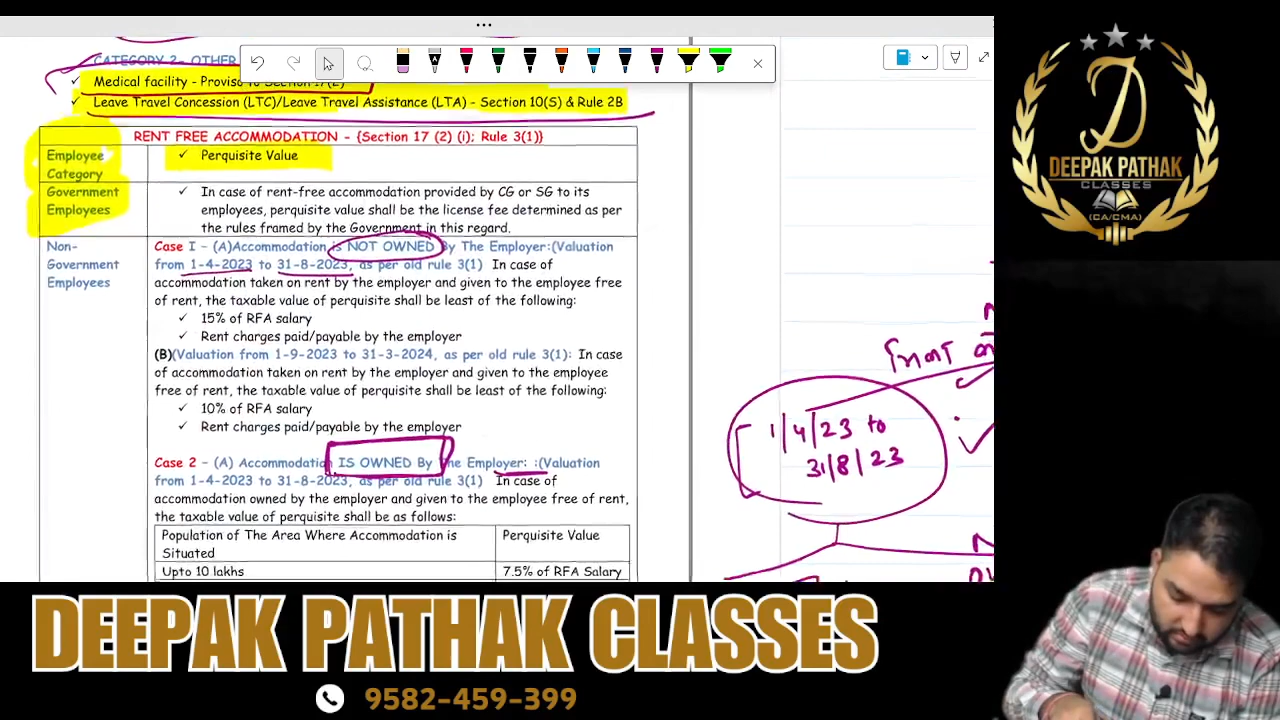 CATEGORY 2- OTHER
Medical facility - Proviso to Section 17(2)
Leave Travel Concession (LTC)/Leave Travel Assistance (LTA) - Section 10(5) & Rule 2B
RENT FREE ACCOMMODATION - {Section 17 (2) (i); Rule 3(1)}
Employee Category
✓ Perquisite Value
Government Employees
✓ In case of rent-free accommodation provided by CG or SG to its
employees, perquisite value shall be the license fee determined as per
the rules framed by the Government in this regard.
Non-
Government
Employees
Case I - (A)Accommodation is NOT OWNED By The Employer:(Valuation
from 1-4-2023 to 31-8-2023, as per old rule 3(1) In case of
accommodation taken on rent by the employer and given to the employee free
of rent, the taxable value of perquisite shall be least of the following:
✓ 15% of RFA salary
✓ Rent charges paid/payable by the employer
(B)(Valuation from 1-9-2023 to 31-3-2024, as per old rule 3(1): In case
of accommodation taken on rent by the employer and given to the employee
free of rent, the taxable value of perquisite shall be least of the following:
✓ 10% of RFA salary
✓ Rent charges paid/payable by the employer
Case 2 - (A) Accommodation IS OWNED By The Employer: :(Valuation
from 1-4-2023 to 31-8-2023, as per old rule 3(1) In case of
accommodation owned by the employer and given to the employee free of rent,
the taxable value of perquisite shall be as follows:
Population of The Area Where Accommodation is
Situated
Perquisite Value
Upto 10 lakhs
7.5% of RFA Salary
1/4/23 to
31/8/23
D
DEEPAK PATHAK
CLASSES
(CA/CMA)
DEEPAK PATHAK CLASSES
9582-459-399